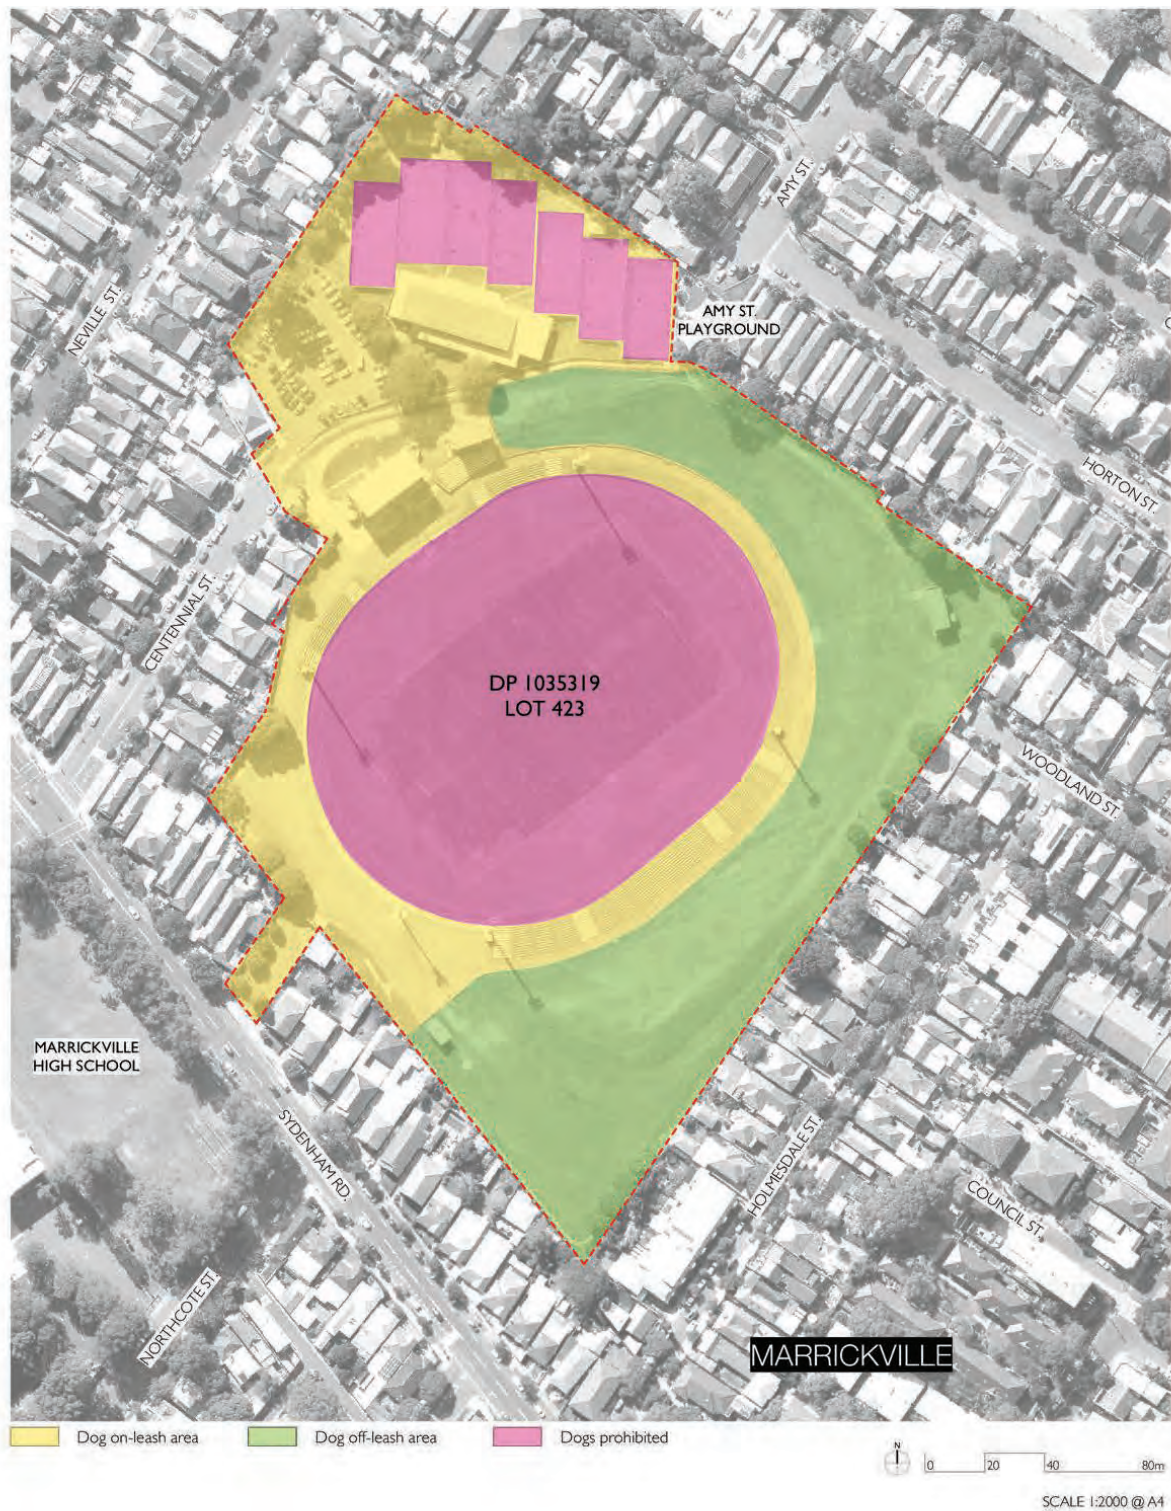 AMY ST.
NEVILLE ST.
AMY ST.
PLAYGROUND
HORTON ST.
CENTENNIAL ST.
DP 1035319
LOT 423
WOODLAND ST.
MARRICKVILLE
HIGH SCHOOL
SYDENHAM RD.
HOLMESDALE ST.
COUNCIL ST.
NORTHCOTE ST.
MARRICKVILLE
Dog on-leash area
Dog off-leash area
Dogs prohibited
N
0 20 40 80m
SCALE 1:2000 @ A4